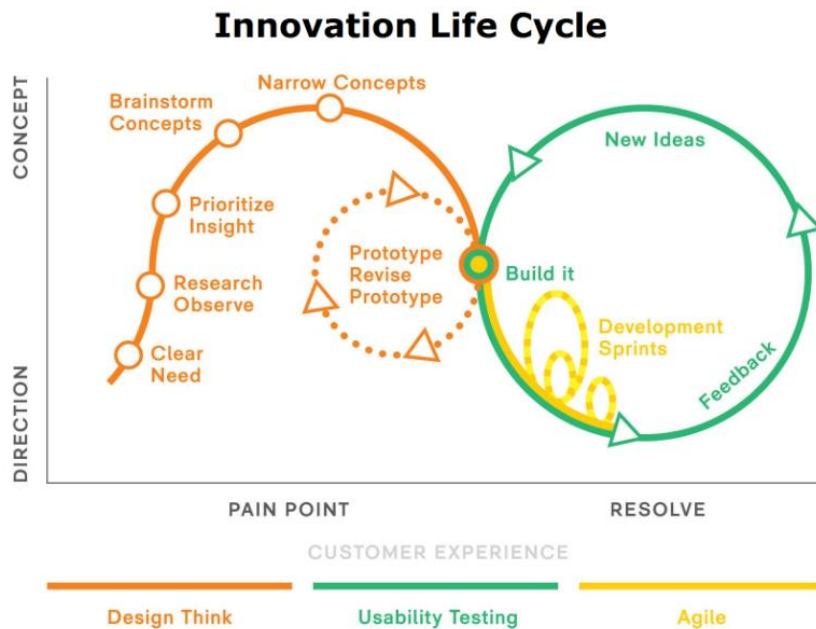 Innovation Life Cycle
CONCEPT
DIRECTION
Narrow Concepts
Brainstorm
Concepts
Prioritize
Insight
Research
Observe
Clear
Need
Prototype
Revise
Prototype
Build it
New Ideas
Development
Sprints
Feedback
PAIN POINT
RESOLVE
CUSTOMER EXPERIENCE
Design Think
Usability Testing
Agile